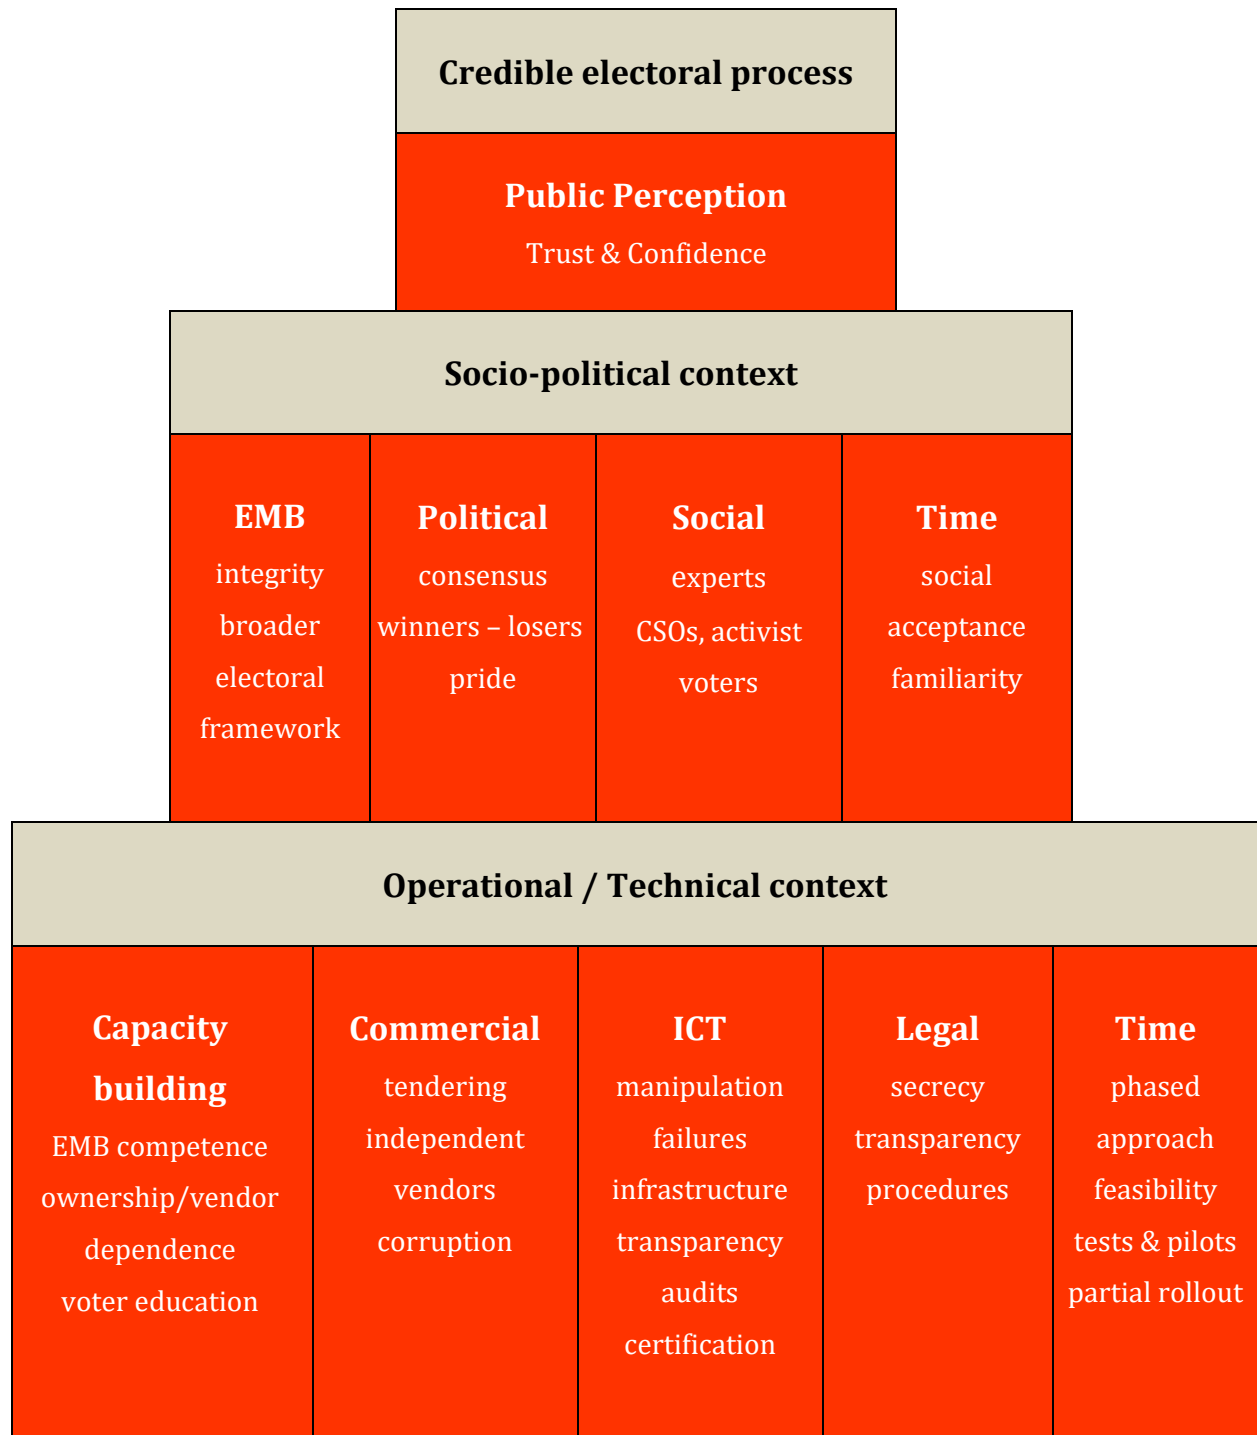 Credible electoral process
Public Perception
Trust & Confidence
Socio-political context
EMB
integrity
broader
electoral
framework
Political
consensus
winners – losers
pride
Social
experts
CSOs, activist
voters
Time
social
acceptance
familiarity
Operational / Technical context
Capacity
building
EMB competence
ownership/vendor
dependence
voter education
Commercial
tendering
independent
vendors
corruption
ICT
manipulation
failures
infrastructure
transparency
audits
certification
Legal
secrecy
transparency
procedures
Time
phased
approach
feasibility
tests & pilots
partial rollout